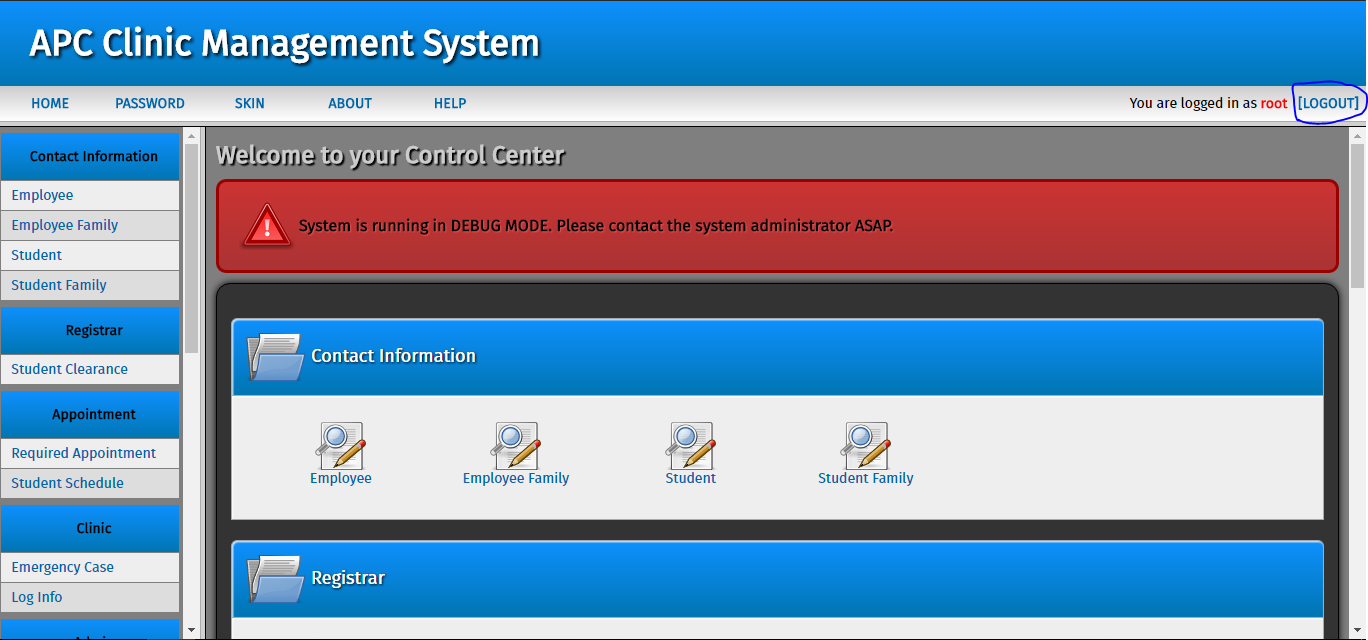 APC Clinic Management System
HOME PASSWORD SKIN ABOUT HELP You are logged in as root [LOGOUT]
Contact Information
Employee
Employee Family
Student
Student Family
Registrar
Student Clearance
Appointment
Required Appointment
Student Schedule
Clinic
Emergency Case
Log Info
Welcome to your Control Center
System is running in DEBUG MODE. Please contact the system administrator ASAP.
Contact Information
Employee Employee Family Student Student Family
Registrar